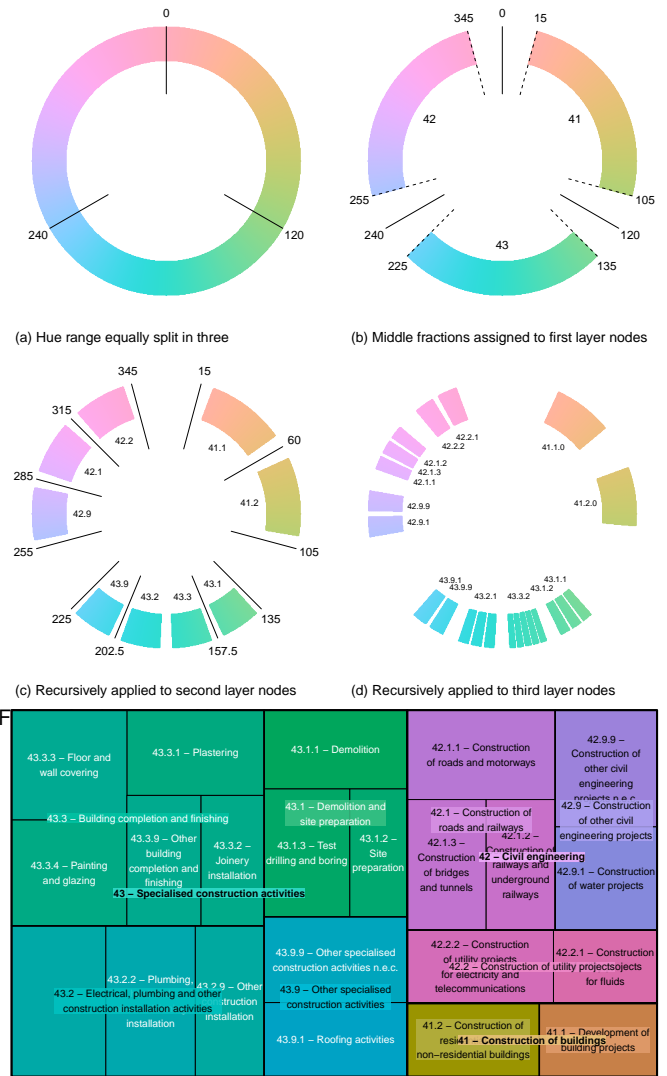 0
120
240
(a) Hue range equally split in three
345
0
15
42
41
255
105
240
120
225
43
135
(b) Middle fractions assigned to first layer nodes
345
15
315
42.2
41.1
60
285
42.1
42.9
41.2
255
105
43.9
43.2
43.3
43.1
225
135
202.5
157.5
(c) Recursively applied to second layer nodes
42.2.1
42.2.2
42.1.2
42.1.3
42.1.1
42.9.9
42.9.1
41.1.0
41.2.0
43.9.1
43.9.9
43.2.1
43.3.2
43.1.2
43.1.1
(d) Recursively applied to third layer nodes
F
43.3.3 – Floor and
wall covering
43.3.1 – Plastering
43.3 – Building completion and finishing
43.3.4 – Painting
and glazing
43.3.9 – Other
building
completion and
finishing
43.3.2 –
Joinery
installation
43 – Specialised construction activities
43.1.1 – Demolition
43.1 – Demolition and
site preparation
43.1.3 – Test
drilling and boring
43.1.2 –
Site
preparation
43.2.2 – Plumbing,
43.2.9 – Other
43.2 – Electrical, plumbing and other
construction installation activities
installation
installation
43.9.9 – Other specialised
construction activities n.e.c.
43.9 – Other specialised
construction activities
43.9.1 – Roofing activities
42.1.1 – Construction
of roads and motorways
42.1 – Construction of
roads and railways
42.1.3 –
Construction
of bridges
and tunnels
42.1.2 –
Construction of
railways and
underground
railways
42 – Civil engineering
42.9.9 –
Construction of
other civil
engineering
projects n.e.c.
42.9 – Construction
of other civil
engineering projects
42.9.1 – Construction
of water projects
42.2.2 – Construction
of utility projects
for electricity and
telecommunications
42.2 – Construction of utility projects
42.2.1 – Construction
for fluids
41.2 – Construction of
non–residential buildings
41 – Construction of buildings
41.1 – Development of
building projects